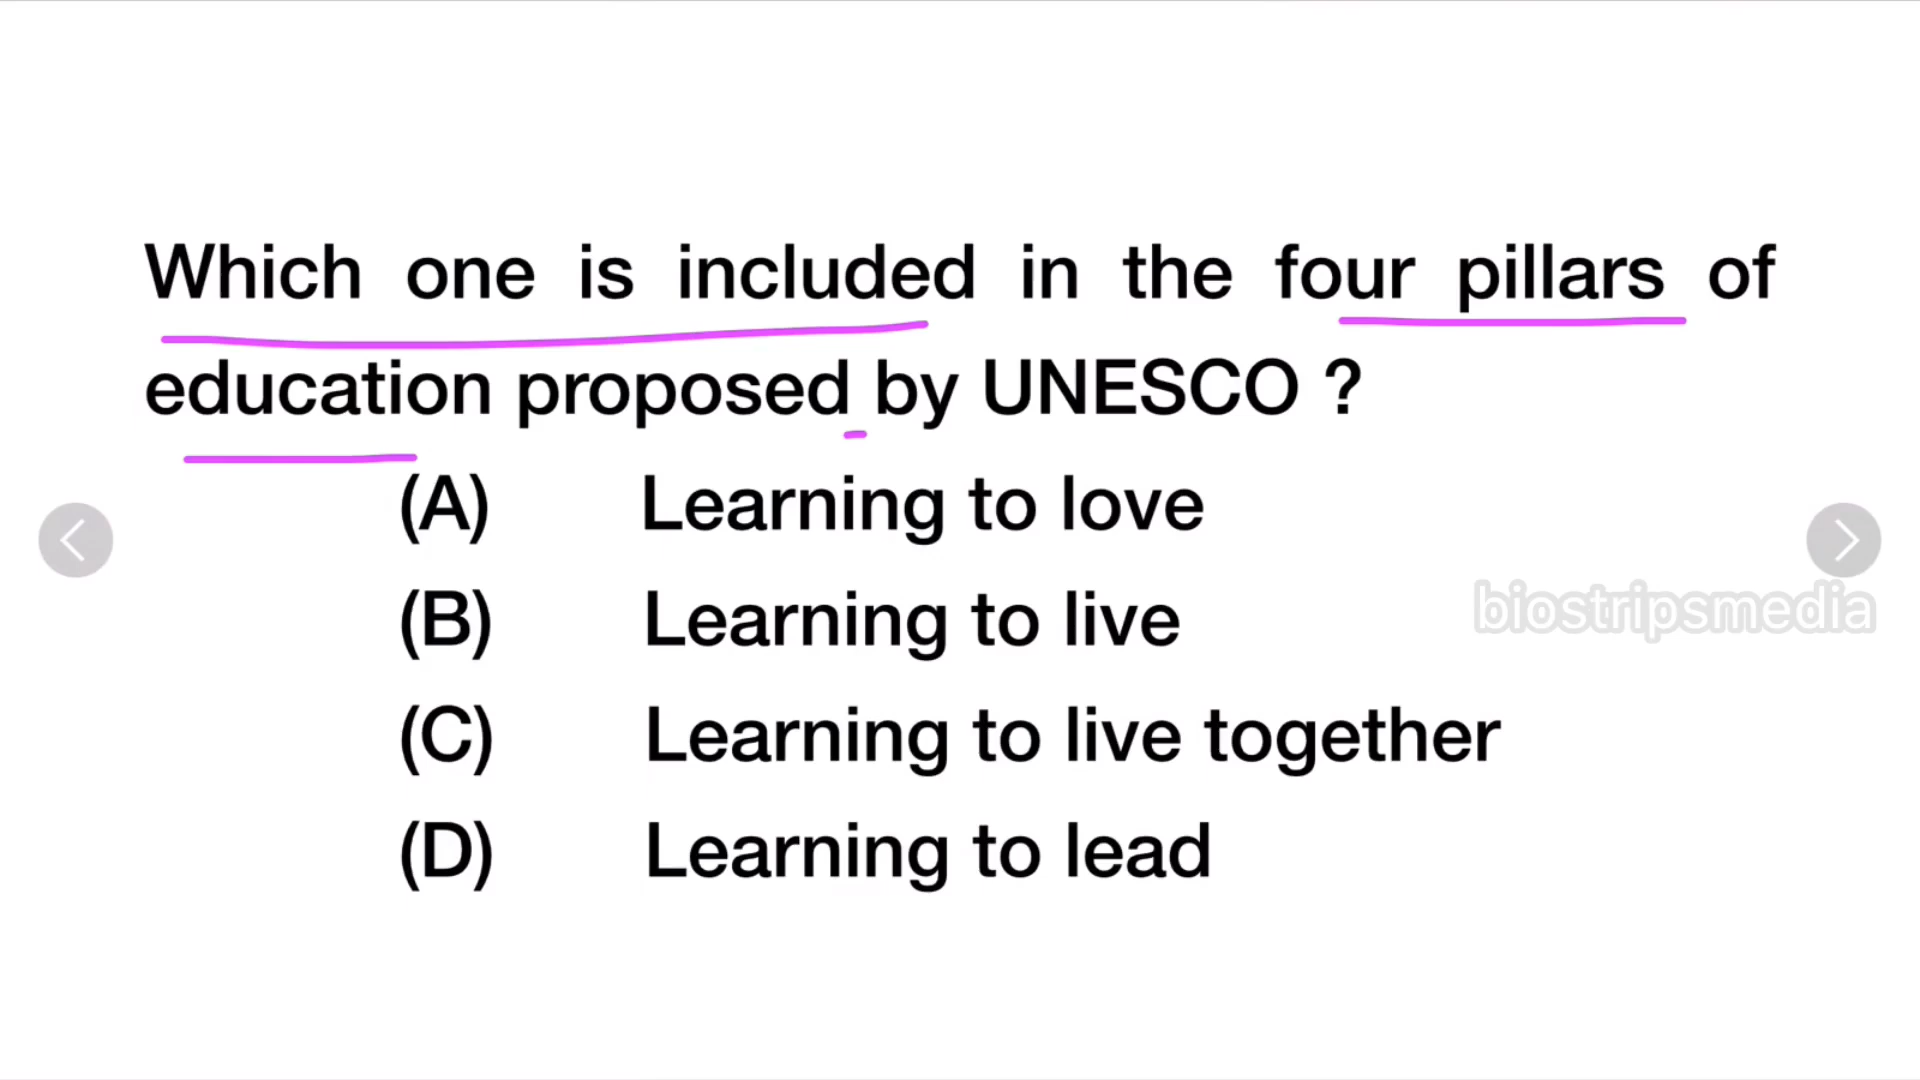 Which one is included in the four pillars of
education proposed by UNESCO ?
(A) Learning to love
(B) Learning to live
biostripsmedia
(C) Learning to live together
(D) Learning to lead